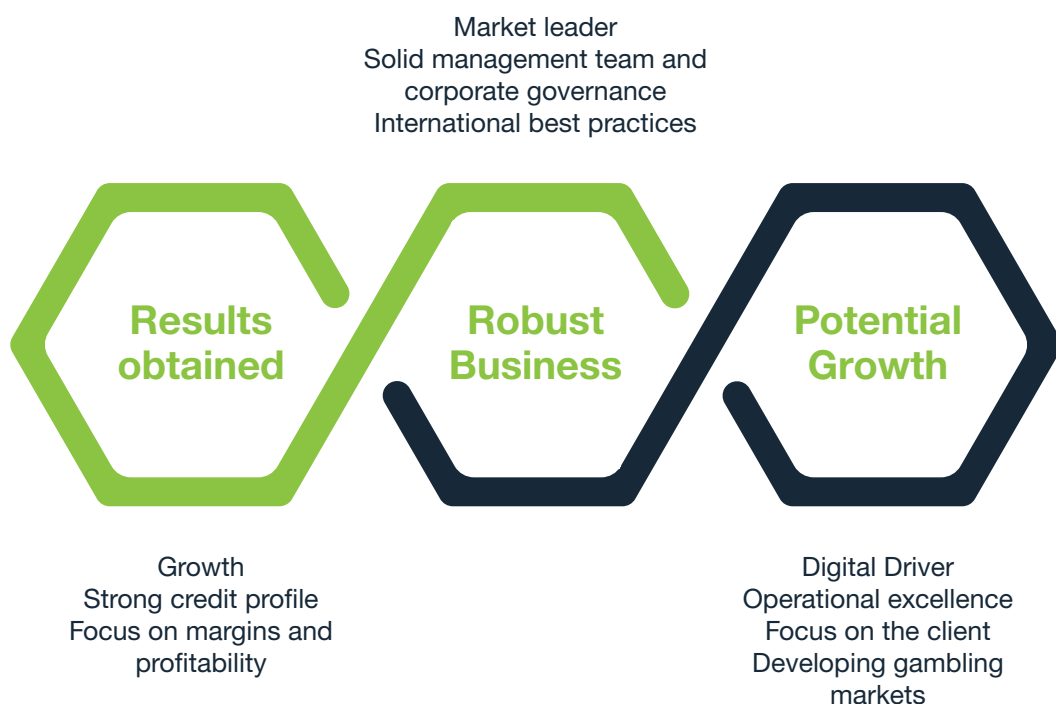 Market leader
Solid management team and
corporate governance
International best practices
Results
obtained
Robust
Business
Potential
Growth
Growth
Strong credit profile
Focus on margins and
profitability
Digital Driver
Operational excellence
Focus on the client
Developing gambling
markets